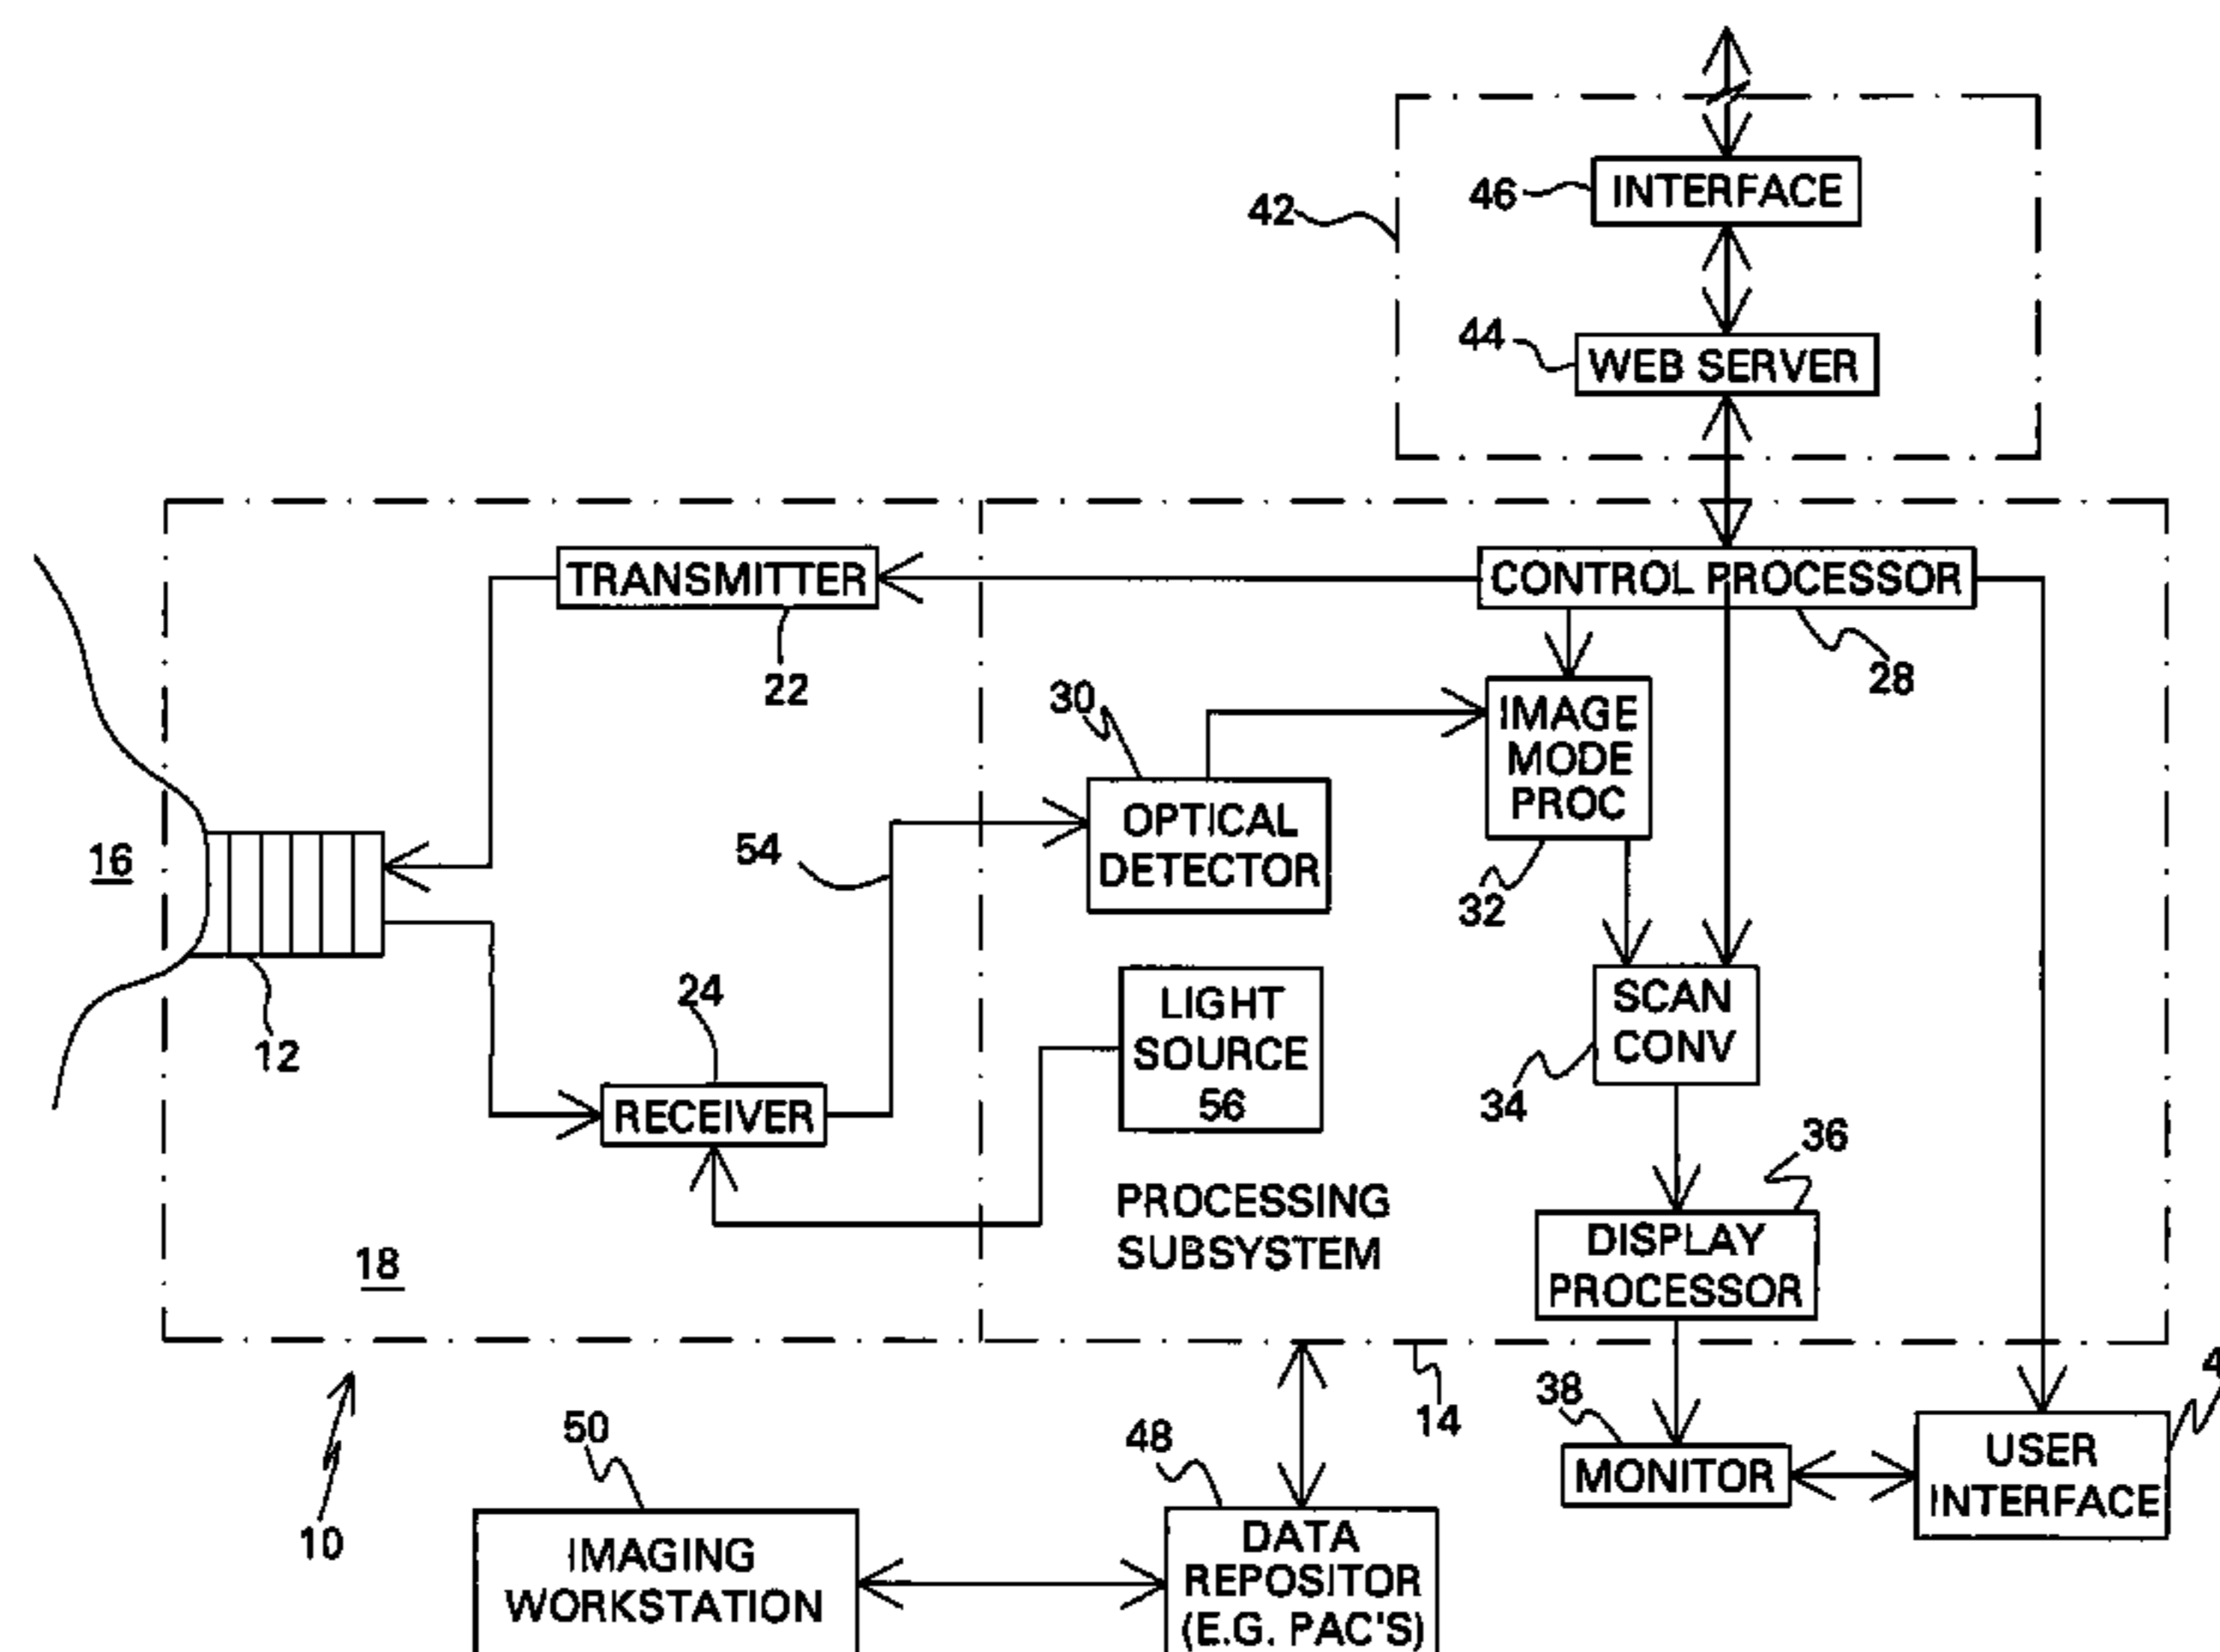 46
INTERFACE
42
44
WEB SERVER
TRANSMITTER
CONTROL PROCESSOR
22
28
30
IMAGE
MODE
PROC
OPTICAL
DETECTOR
54
16
32
LIGHT
SOURCE
56
SCAN
CONV
24
12
34
RECEIVER
36
PROCESSING
SUBSYSTEM
DISPLAY
PROCESSOR
18
38
14
50
48
MONITOR
USER
INTERFACE
10
IMAGING
WORKSTATION
DATA
REPOSITOR
(E.G. PAC'S)